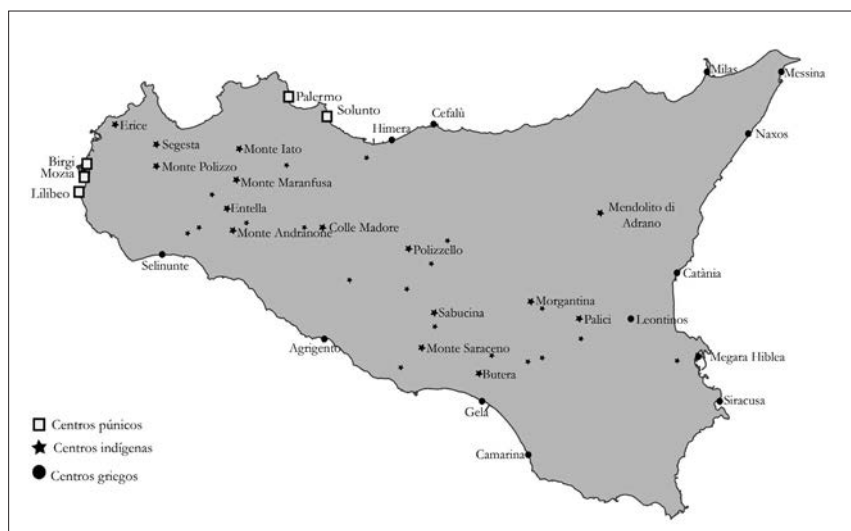 Milas
Messina
Palermo
Solunto
Cefalù
Himera
Erice
Segesta
Monte Iato
Naxos
Birgi
Mozia
Lilibeo
Monte Polizzo
Monte Maranfusa
Entella
Monte Andranone
Colle Madore
Mendolito di
Adrano
Polizzello
Selinunte
Catània
Morgantina
Sabucina
Palici
Leontinos
Agrigento
Monte Saraceno
Megara Hiblea
Butera
Gela
Siracusa
Camarina
Centros púnicos
Centros indígenas
Centros griegos